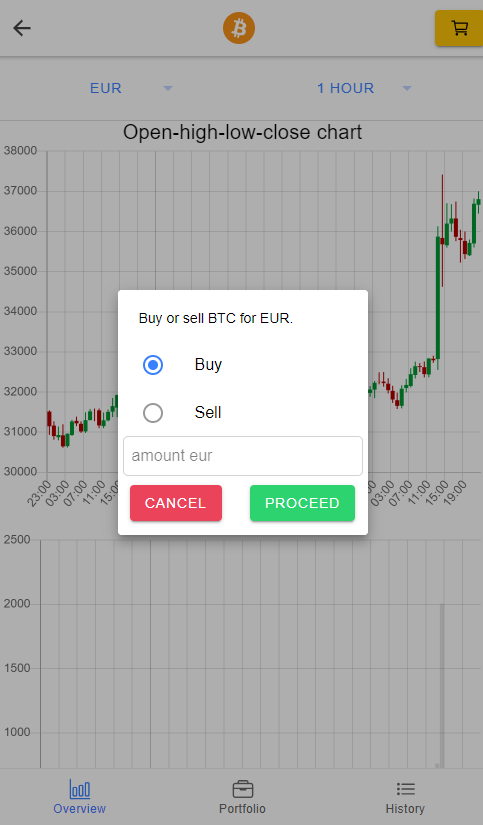 EUR
1 HOUR
Open-high-low-close chart
38000
37000
36000
35000
34000
33000
32000
31000
30000
Buy or sell BTC for EUR.
Buy
Sell
amount eur
CANCEL
PROCEED
23:00
03:00
07:00
11:00
03:00
07:00
11:00
15:00
19:00
2500
2000
1500
1000
Overview
Portfolio
History